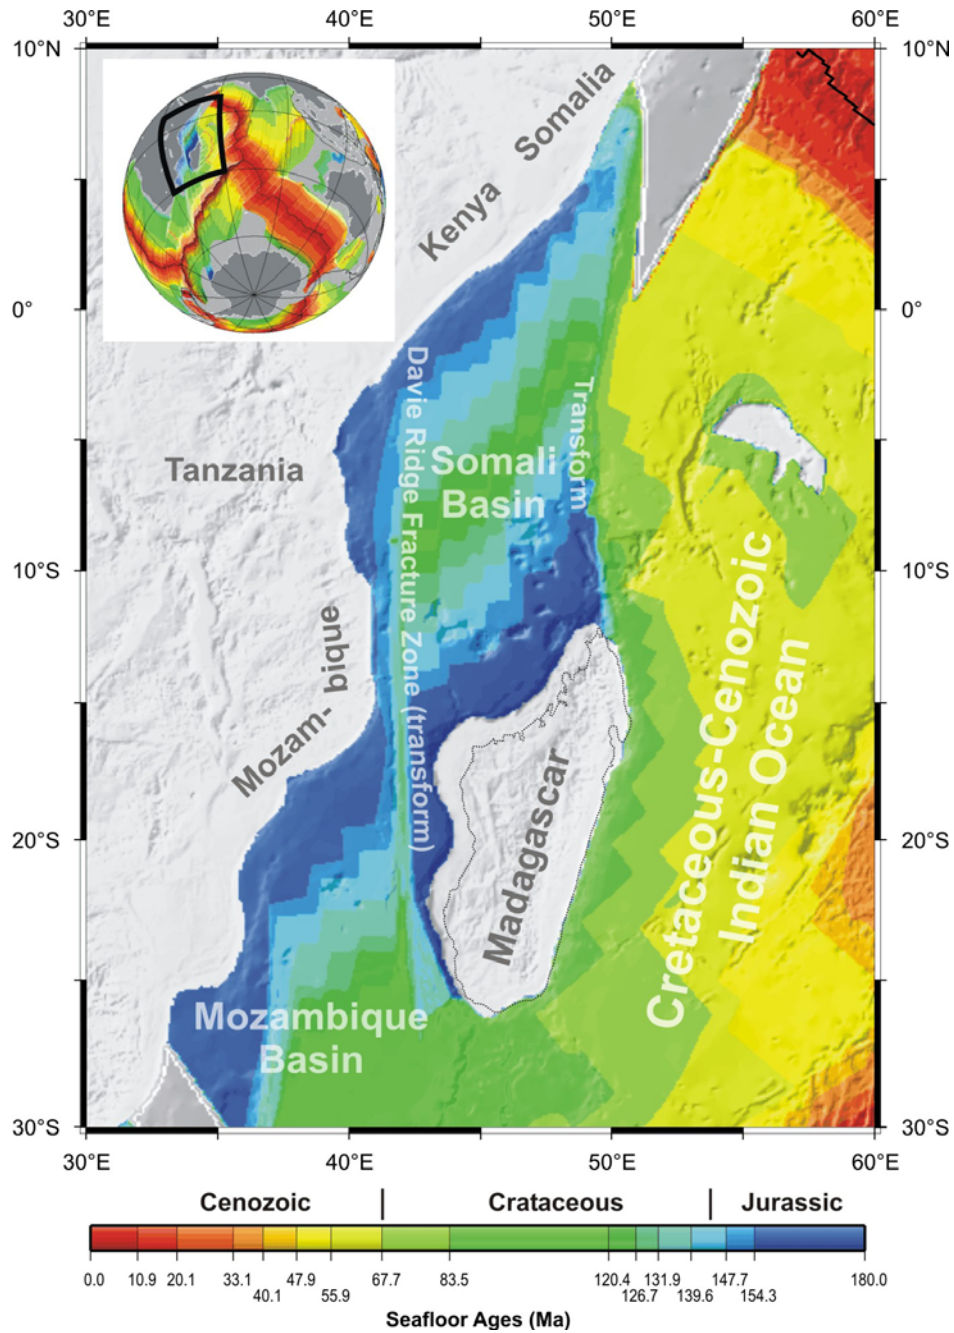 30°E 40°E 50°E 60°E
10°N 10°N
Somalia
Kenya
0° 0°
Davie Ridge Fracture Zone (transform)
Transform
Tanzania
Somali
Basin
10°S 10°S
Mozam-
bique
Cretaceous-Cenozoic
Indian Ocean
Madagascar
20°S 20°S
Mozambique
Basin
30°S 30°S
30°E 40°E 50°E 60°E
Cenozoic | Crataceous | Jurassic
0.0 10.9 20.1 33.1 47.9 67.7 83.5 120.4 131.9 147.7 180.0
40.1 55.9 126.7 139.6 154.3
Seafloor Ages (Ma)